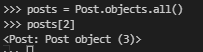 >>> posts = Post.objects.all()
>>> posts[2]
<Post: Post object (3)>
>>>